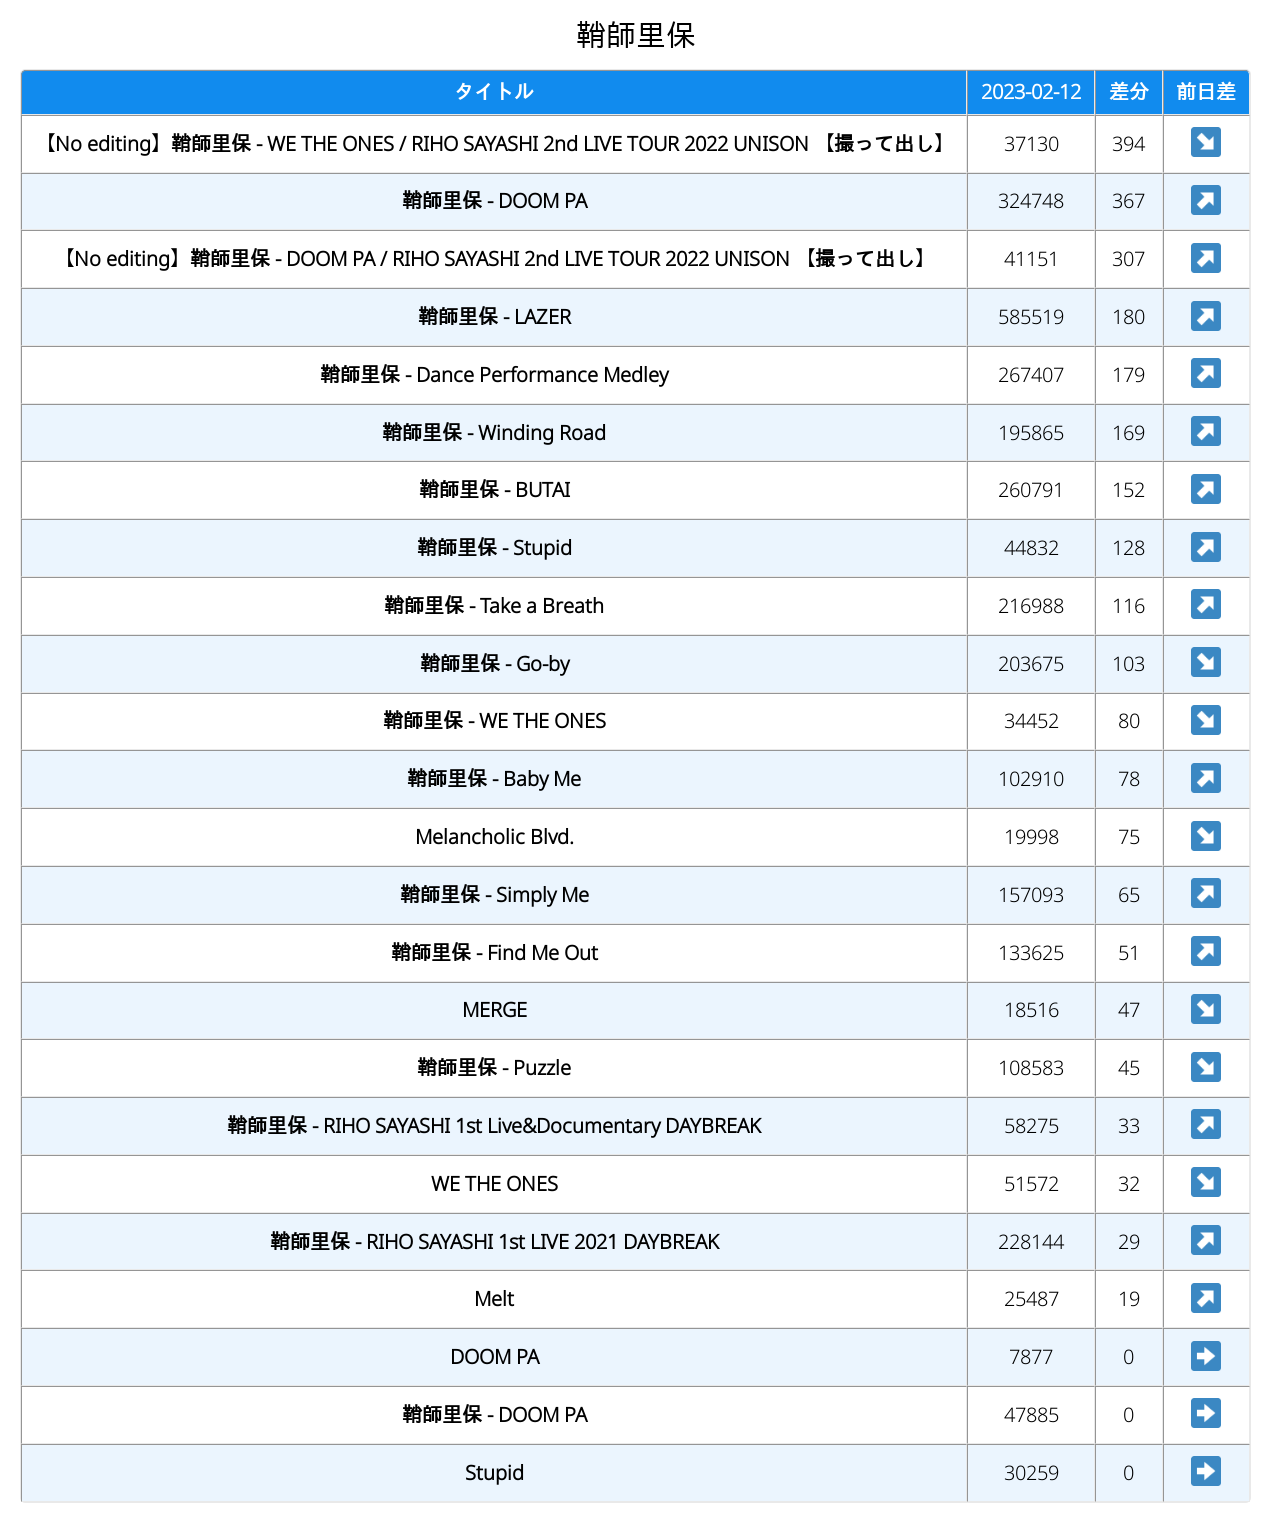 鞘師里保
タイトル 2023-02-12 差分 前日差
【No editing】鞘師里保 - WE THE ONES / RIHO SAYASHI 2nd LIVE TOUR 2022 UNISON 【撮って出し】 37130 394 ↘
鞘師里保 - DOOM PA 324748 367 ↗
【No editing】鞘師里保 - DOOM PA / RIHO SAYASHI 2nd LIVE TOUR 2022 UNISON 【撮って出し】 41151 307 ↗
鞘師里保 - LAZER 585519 180 ↗
鞘師里保 - Dance Performance Medley 267407 179 ↗
鞘師里保 - Winding Road 195865 169 ↗
鞘師里保 - BUTAI 260791 152 ↗
鞘師里保 - Stupid 44832 128 ↗
鞘師里保 - Take a Breath 216988 116 ↗
鞘師里保 - Go-by 203675 103 ↘
鞘師里保 - WE THE ONES 34452 80 ↘
鞘師里保 - Baby Me 102910 78 ↗
Melancholic Blvd. 19998 75 ↘
鞘師里保 - Simply Me 157093 65 ↗
鞘師里保 - Find Me Out 133625 51 ↗
MERGE 18516 47 ↘
鞘師里保 - Puzzle 108583 45 ↘
鞘師里保 - RIHO SAYASHI 1st Live&Documentary DAYBREAK 58275 33 ↗
WE THE ONES 51572 32 ↘
鞘師里保 - RIHO SAYASHI 1st LIVE 2021 DAYBREAK 228144 29 ↗
Melt 25487 19 ↗
DOOM PA 7877 0 →
鞘師里保 - DOOM PA 47885 0 →
Stupid 30259 0 →